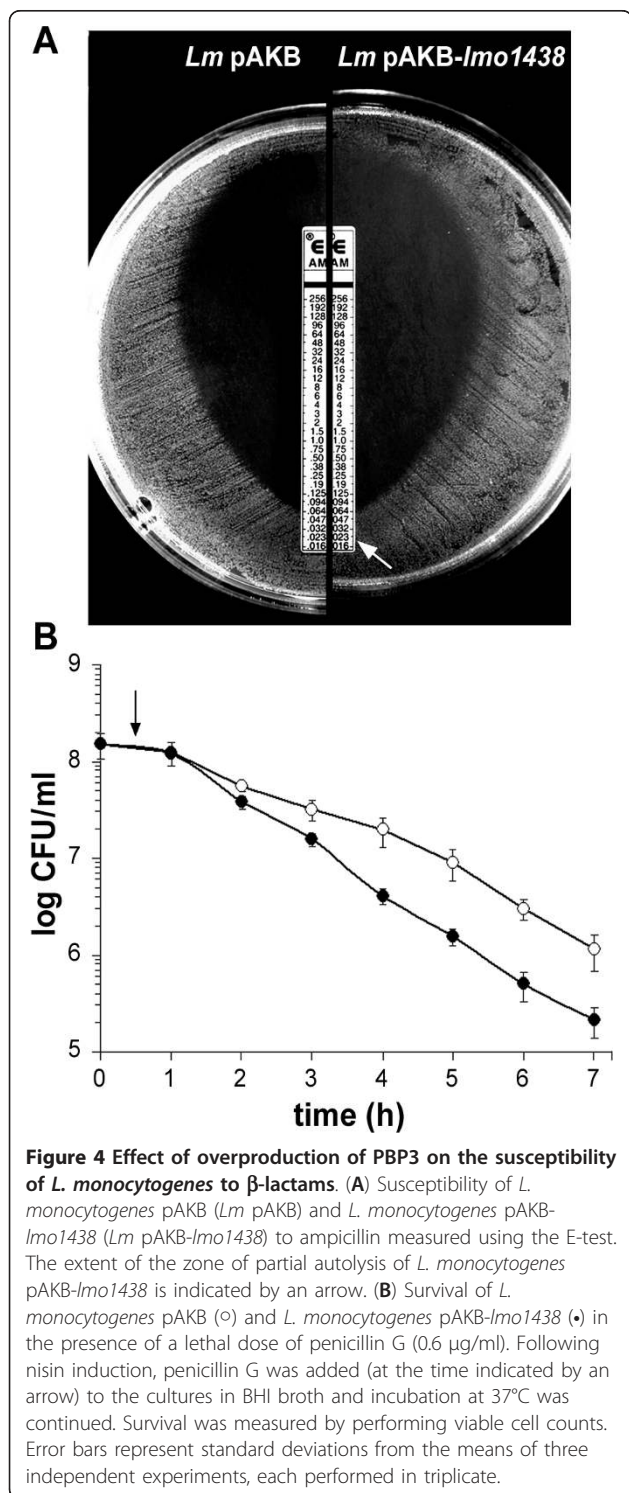 A
Lm pAKB Lm pAKB-lmo1438
® ®
E E
AM AM
256 256
192 192
128 128
96 96
64 64
48 48
32 32
24 24
16 16
12 12
8 8
6 6
4 4
3 3
2 2
1.5 1.5
1.0 1.0
.75 .75
.50 .50
.38 .38
.25 .25
.19 .19
.125 .125
.094 .094
.064 .064
.047 .047
.032 .032
.023 .023
.016 .016
B
9
8
7
6
5
log CFU/ml
0 1 2 3 4 5 6 7
time (h)
Figure 4 Effect of overproduction of PBP3 on the susceptibility
of L. monocytogenes to β-lactams. (A) Susceptibility of L.
monocytogenes pAKB (Lm pAKB) and L. monocytogenes pAKB-
lmo1438 (Lm pAKB-lmo1438) to ampicillin measured using the E-test.
The extent of the zone of partial autolysis of L. monocytogenes
pAKB-lmo1438 is indicated by an arrow. (B) Survival of L.
monocytogenes pAKB (○) and L. monocytogenes pAKB-lmo1438 (•) in
the presence of a lethal dose of penicillin G (0.6 μg/ml). Following
nisin induction, penicillin G was added (at the time indicated by an
arrow) to the cultures in BHI broth and incubation at 37°C was
continued. Survival was measured by performing viable cell counts.
Error bars represent standard deviations from the means of three
independent experiments, each performed in triplicate.